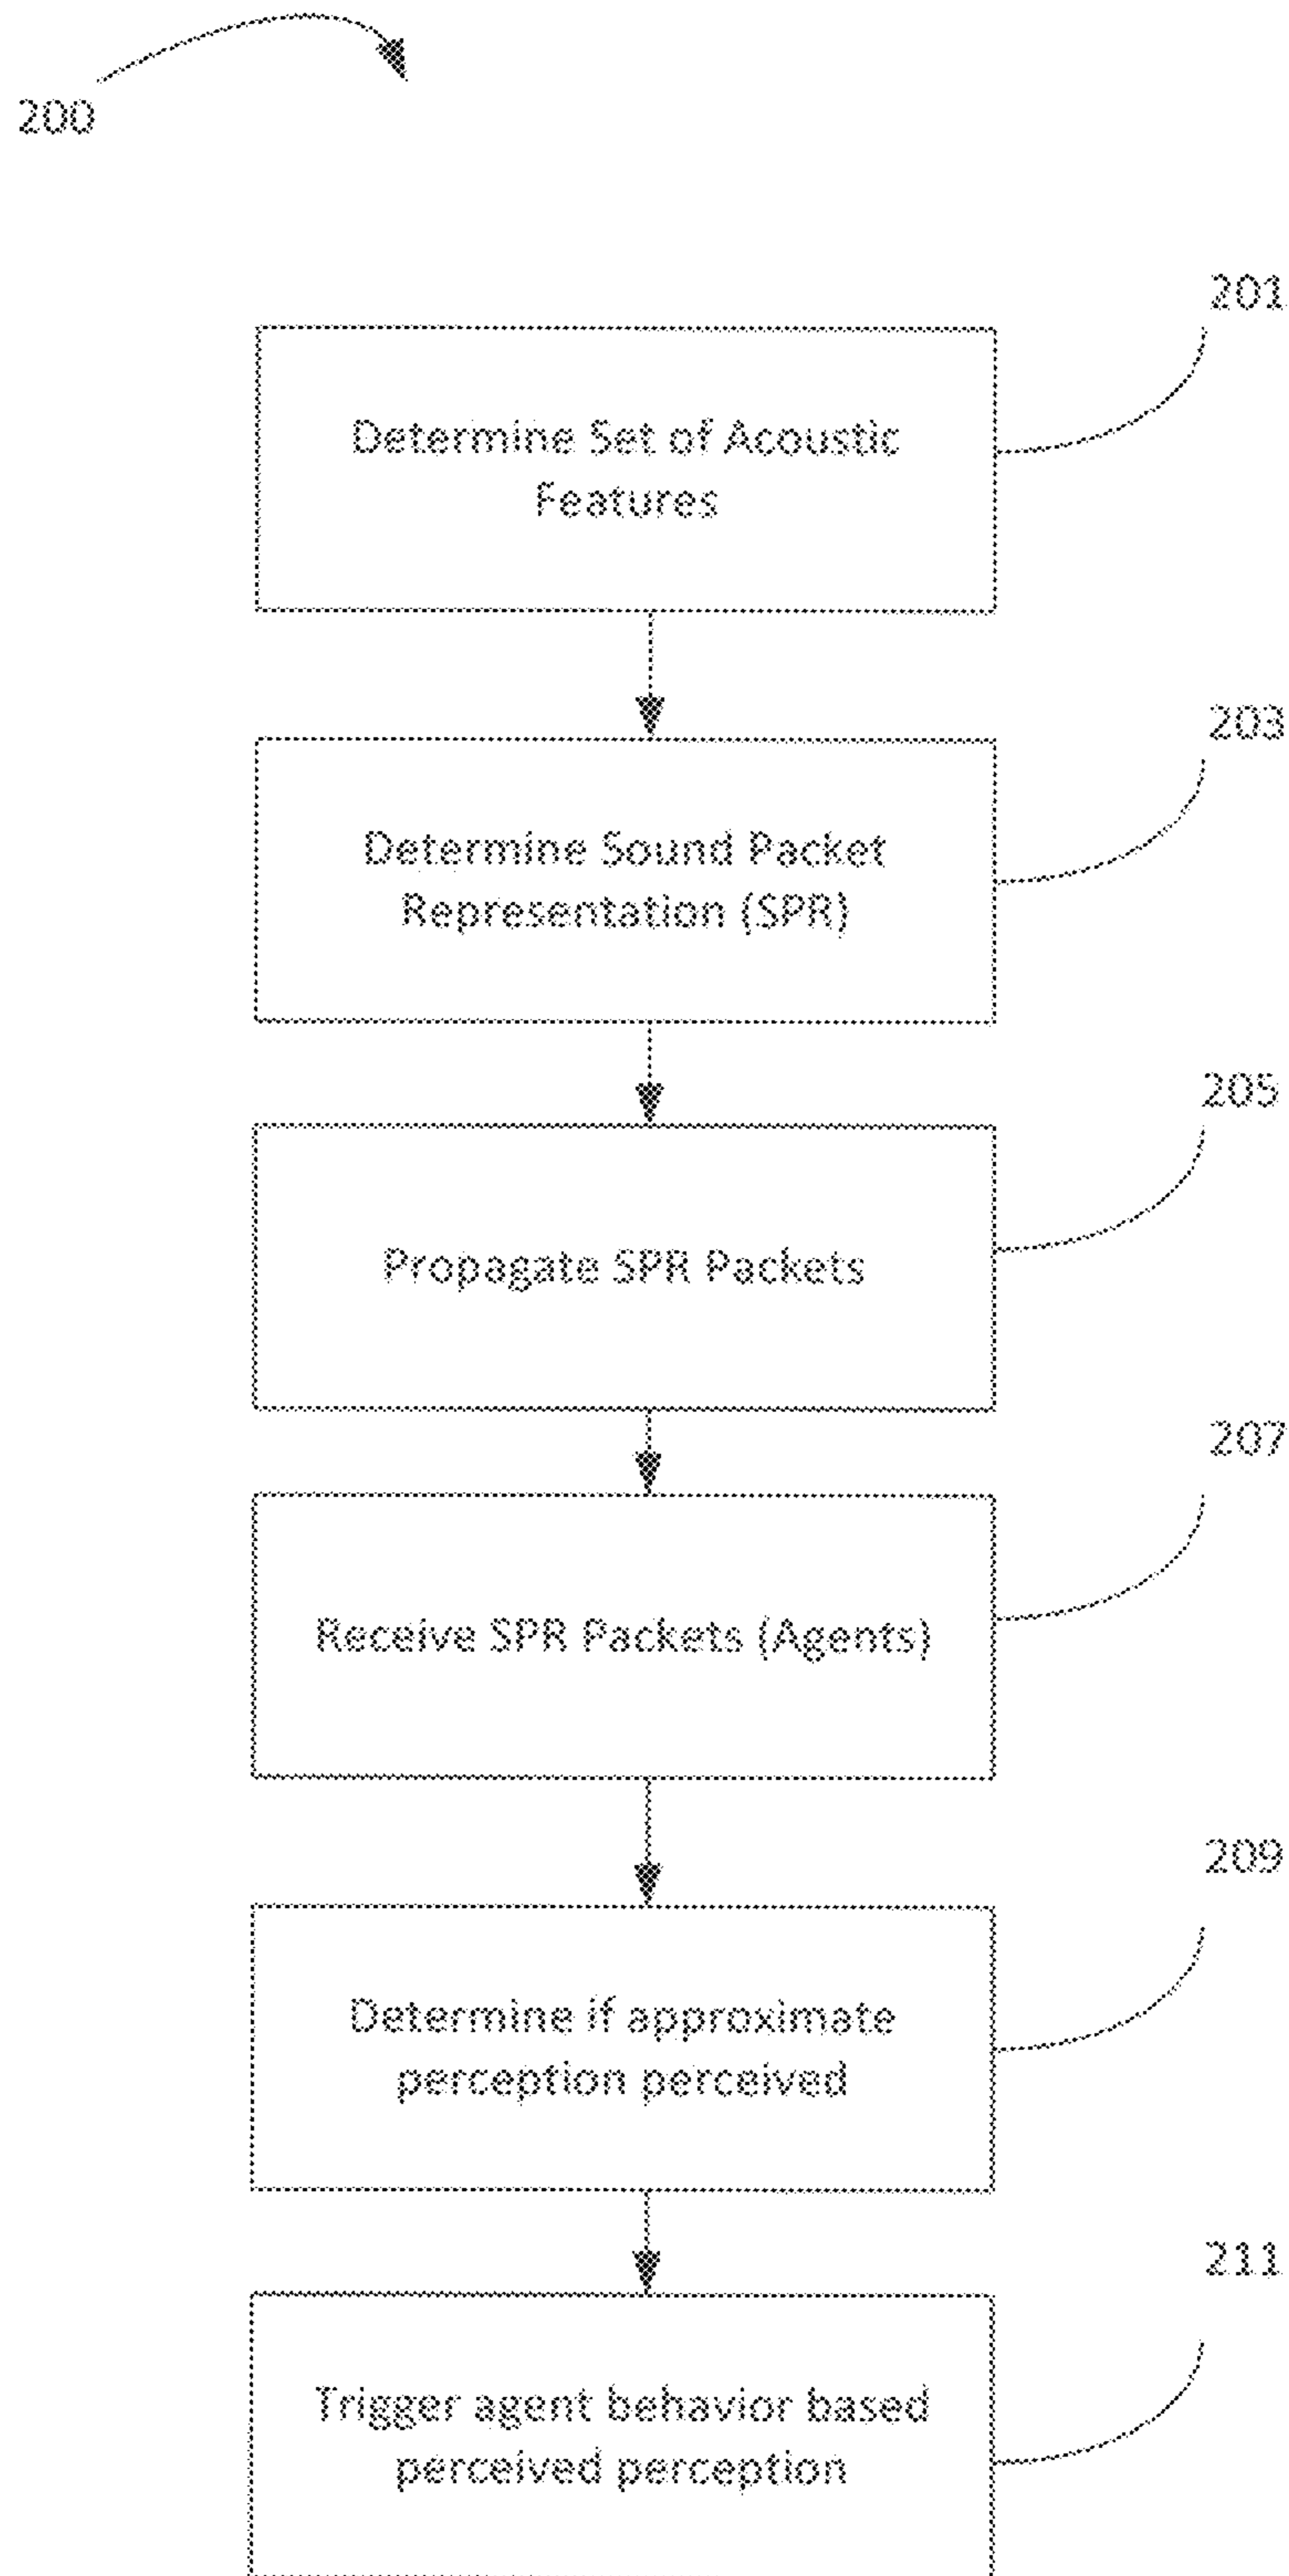 200
201
Determine Set of Acoustic
Features
203
Determine Sound Packet
Representation (SPR)
205
Propagate SPR Packets
207
Receive SPR Packets (Agents)
209
Determine if approximate
perception perceived
211
Trigger agent behavior based
perceived perception